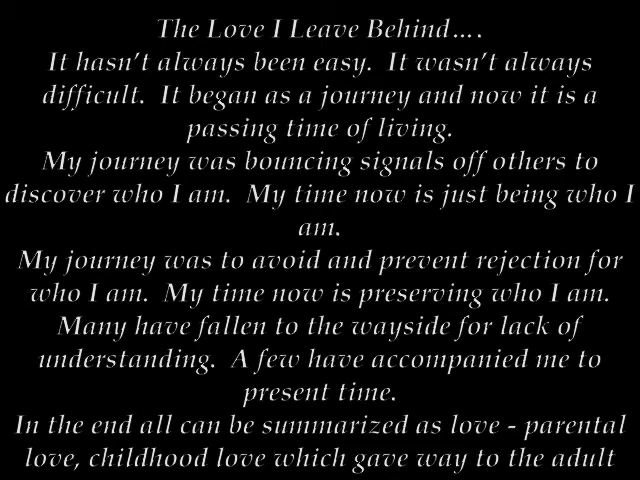 The Love I Leave Behind….
It hasn’t always been easy.  It wasn’t always
difficult.  It began as a journey and now it is a
passing time of living.
My journey was bouncing signals off others to
discover who I am.  My time now is just being who I
am.
My journey was to avoid and prevent rejection for
who I am.  My time now is preserving who I am.
Many have fallen to the wayside for lack of
understanding.  A few have accompanied me to
present time.
In the end all can be summarized as love - parental
love, childhood love which gave way to the adult